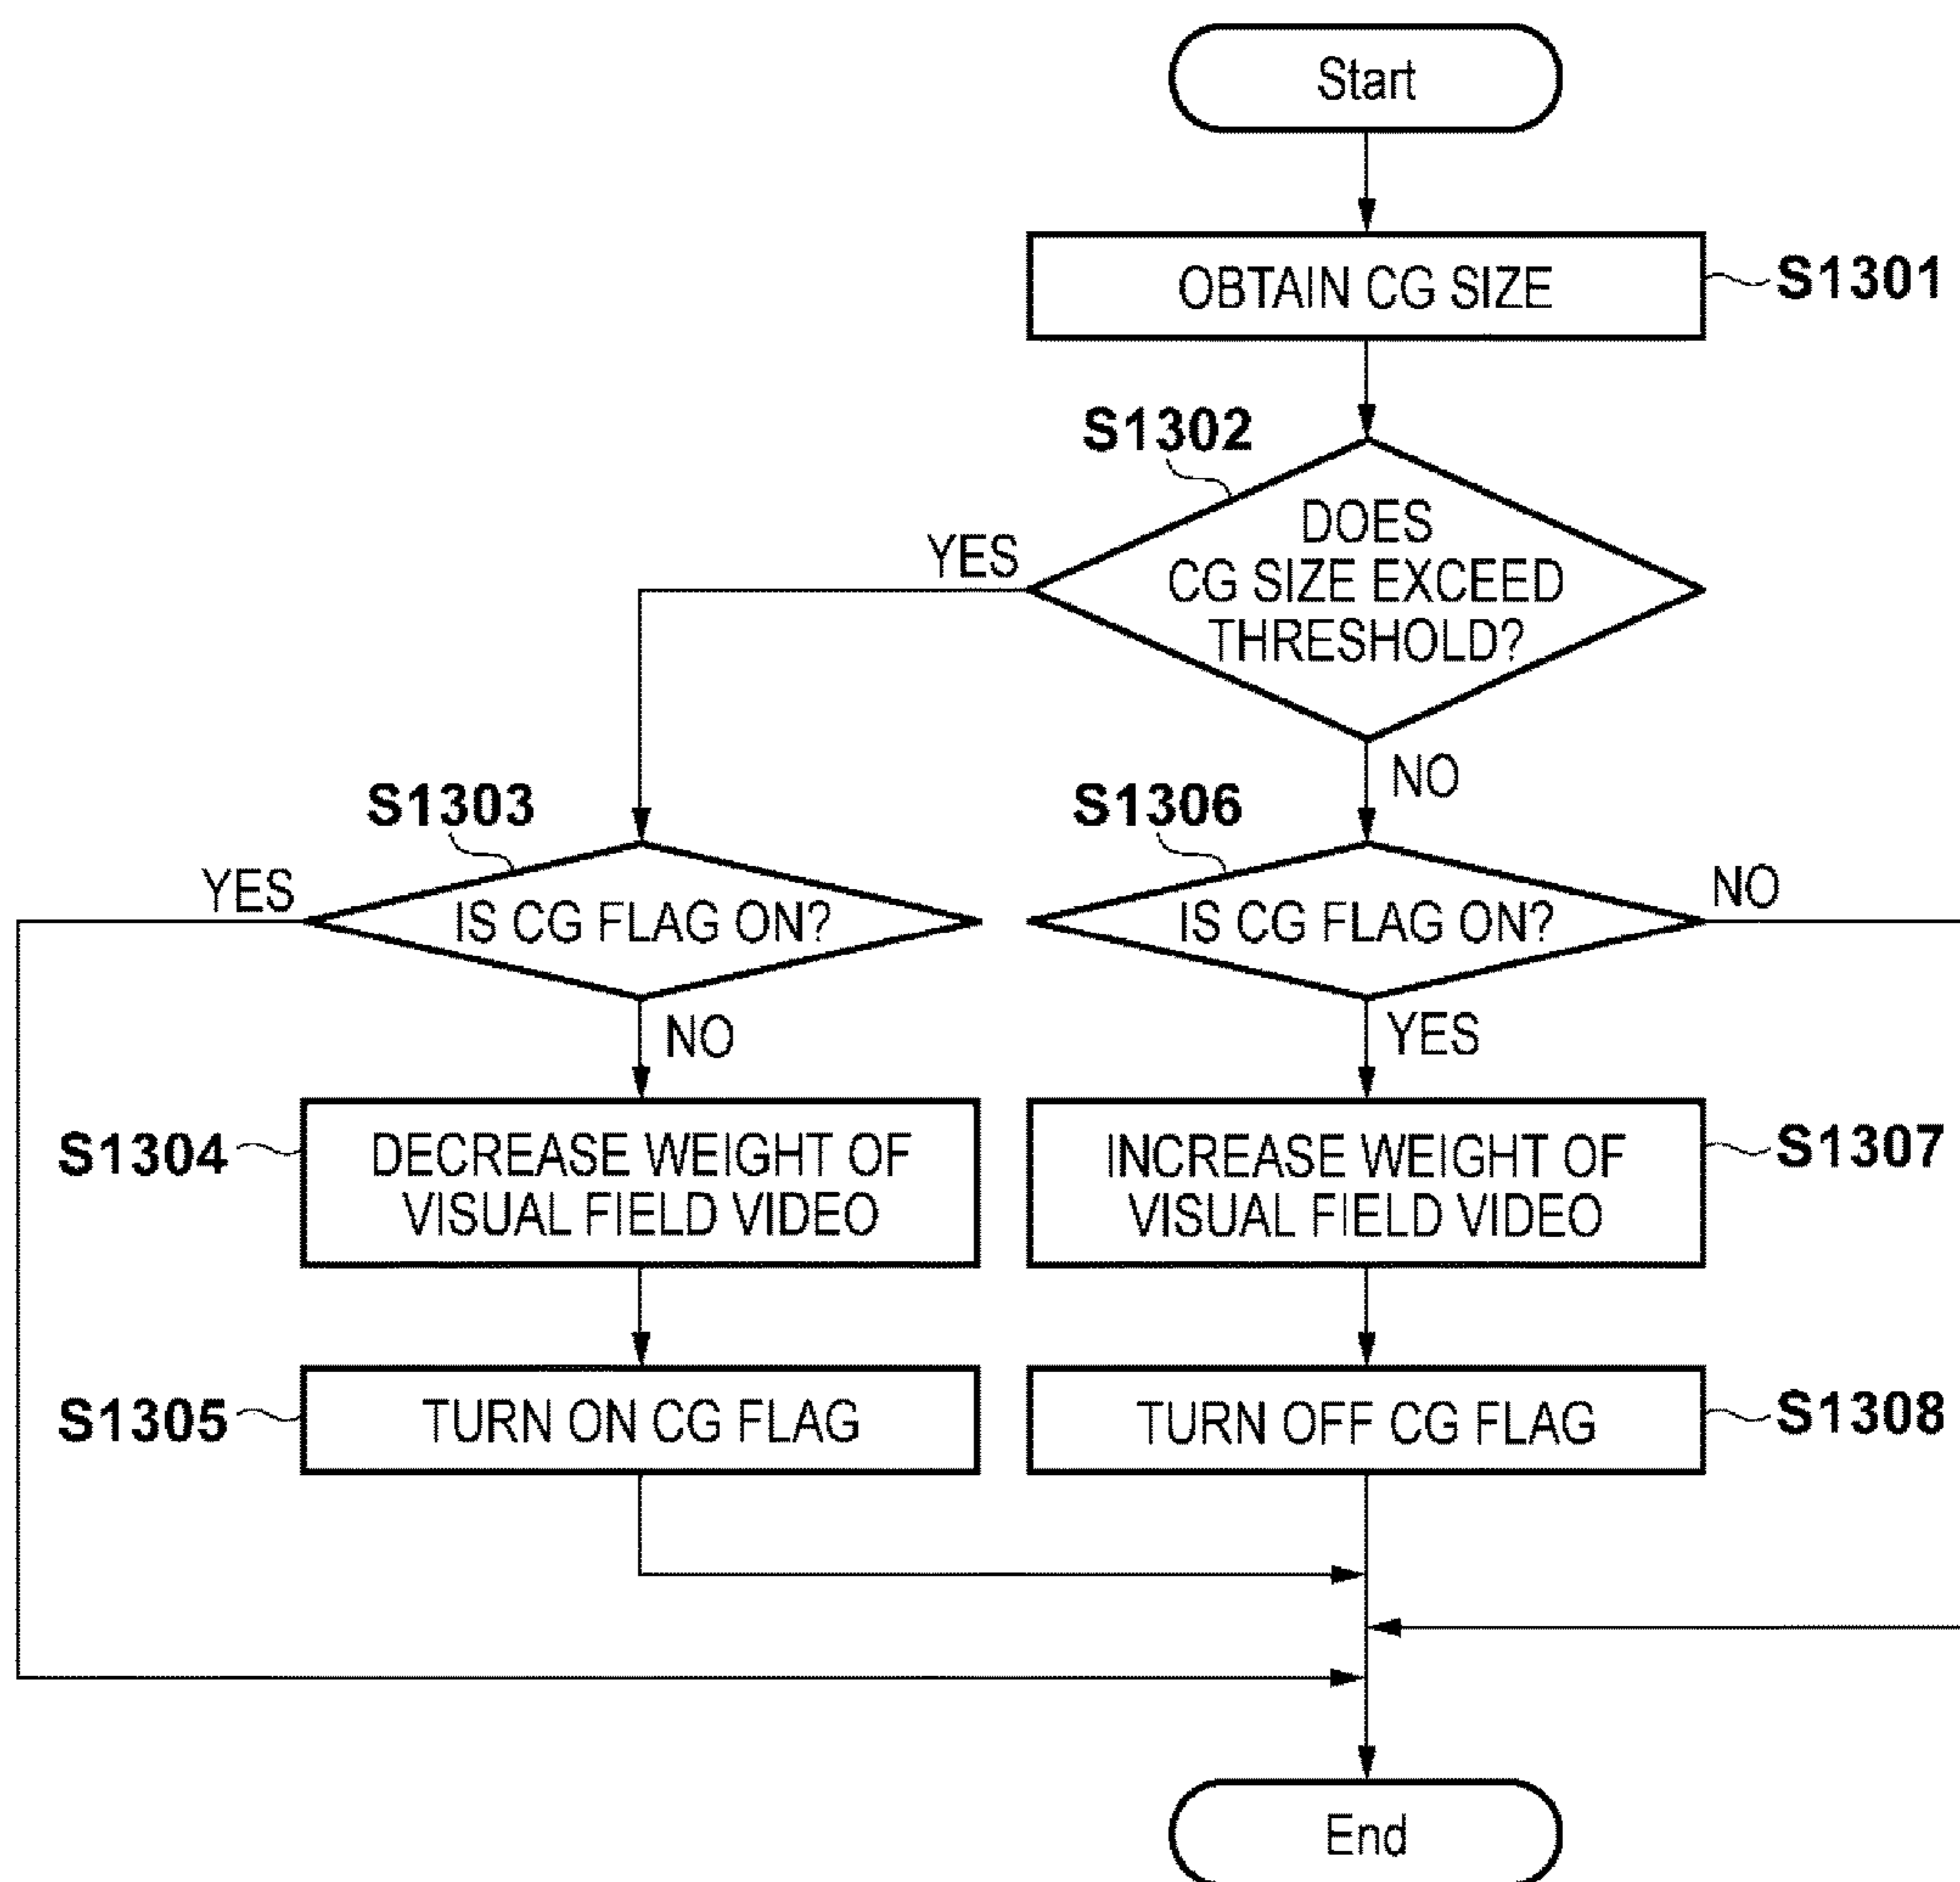 Start
OBTAIN CG SIZE
S1301
S1302
DOES
CG SIZE EXCEED
THRESHOLD?
YES
NO
S1303
S1306
YES
IS CG FLAG ON?
IS CG FLAG ON?
NO
NO
YES
S1304
DECREASE WEIGHT OF
VISUAL FIELD VIDEO
INCREASE WEIGHT OF
VISUAL FIELD VIDEO
S1307
S1305
TURN ON CG FLAG
TURN OFF CG FLAG
S1308
End